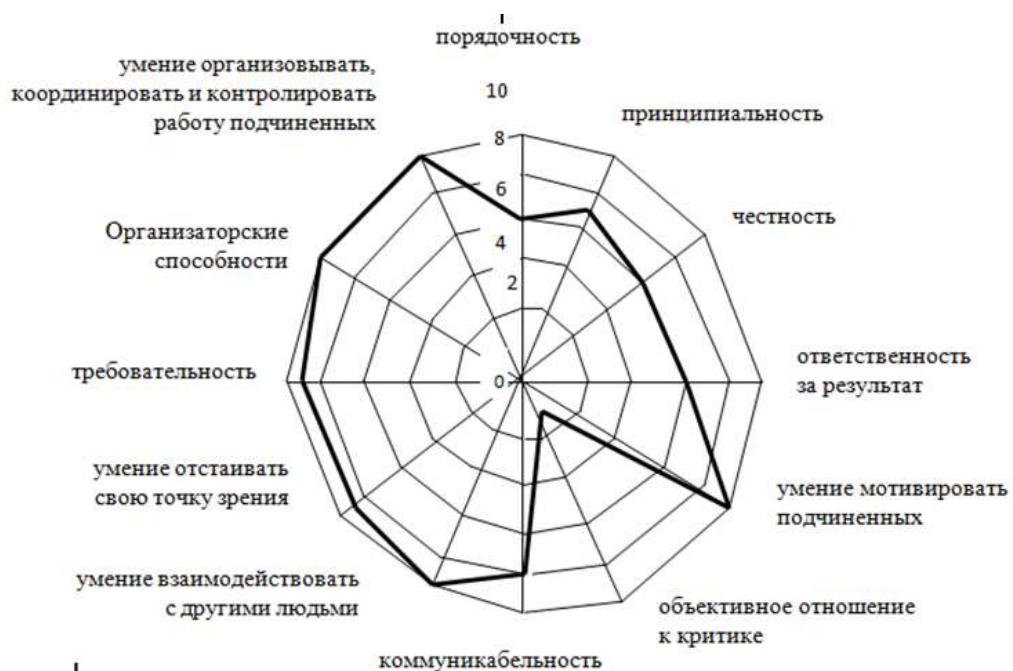 порядочность
умение организовывать,
координировать и контролировать
работу подчиненных
10
принципиальность
8
6
честность
Организаторские
способности
4
2
требовательность
0
ответственность
за результат
умение отстаивать
свою точку зрения
умение мотивировать
подчиненных
умение взаимодействовать
с другими людьми
объективное отношение
к критике
коммуникабельность